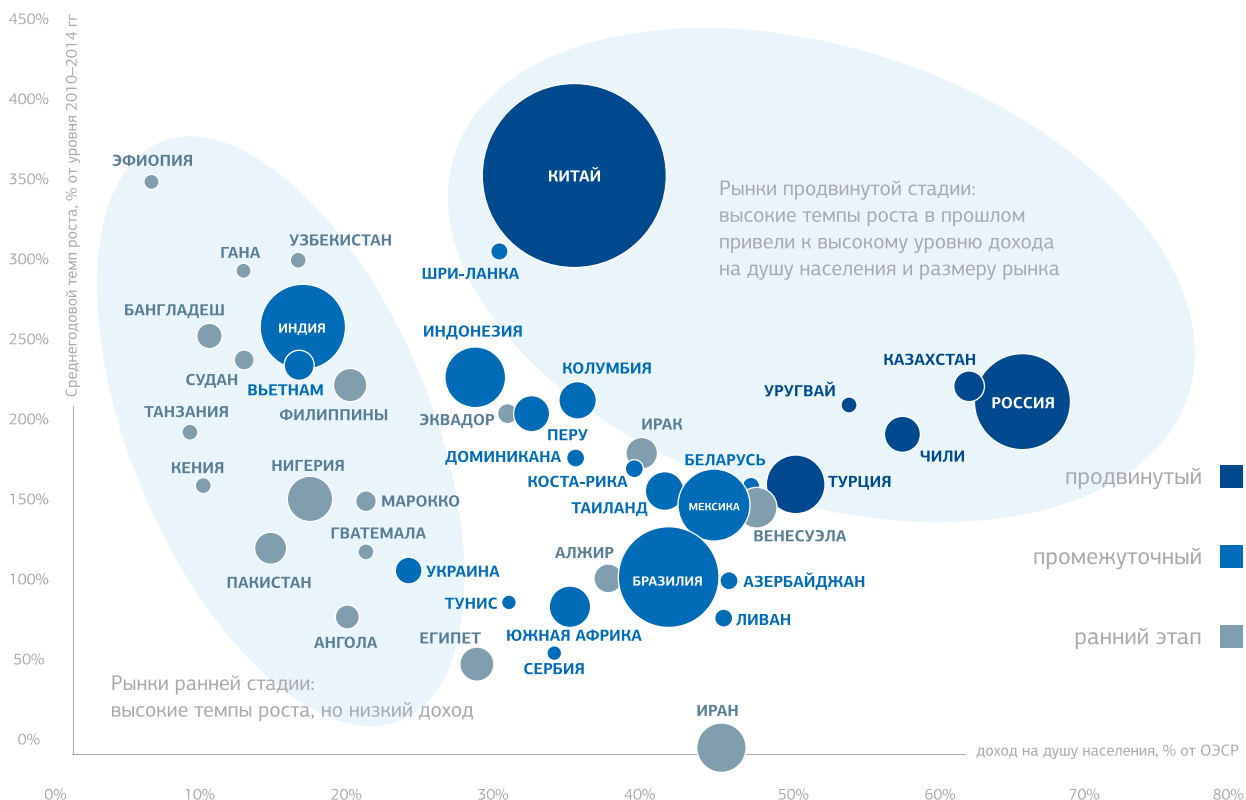 450%
400%
350%
300%
250%
200%
150%
100%
50%
0%
Среднегодовой темп роста, % от уровня 2010–2014 гг
ЭФИОПИЯ
КИТАЙ
Рынки продвинутой стадии:
высокие темпы роста в прошлом
привели к высокому уровню дохода
на душу населения и размеру рынка
УЗБЕКИСТАН
ГАНА
ШРИ-ЛАНКА
БАНГЛАДЕШ
ИНДИЯ
ИНДОНЕЗИЯ
КАЗАХСТАН
КОЛУМБИЯ
СУДАН
ВЬЕТНАМ
УРУГВАЙ
РОССИЯ
ТАНЗАНИЯ
ФИЛИППИНЫ
ЭКВАДОР
ПЕРУ
ИРАК
ДОМИНИКАНА
ЧИЛИ
БЕЛАРУСЬ
КЕНИЯ
НИГЕРИЯ
КОСТА-РИКА
ТУРЦИЯ
продвинутый
МАРОККО
ТАИЛАНД
МЕКСИКА
ГВАТЕМАЛА
ВЕНЕСУЭЛА
АЛЖИР
промежуточный
УКРАИНА
ПАКИСТАН
БРАЗИЛИЯ
АЗЕРБАЙДЖАН
ТУНИС
ЛИВАН
АНГОЛА
ЕГИПЕТ
ЮЖНАЯ АФРИКА
ранний этап
СЕРБИЯ
Рынки ранней стадии:
высокие темпы роста, но низкий доход
ИРАН
доход на душу населения, % от ОЭСР
0%
10%
20%
30%
40%
50%
60%
70%
80%